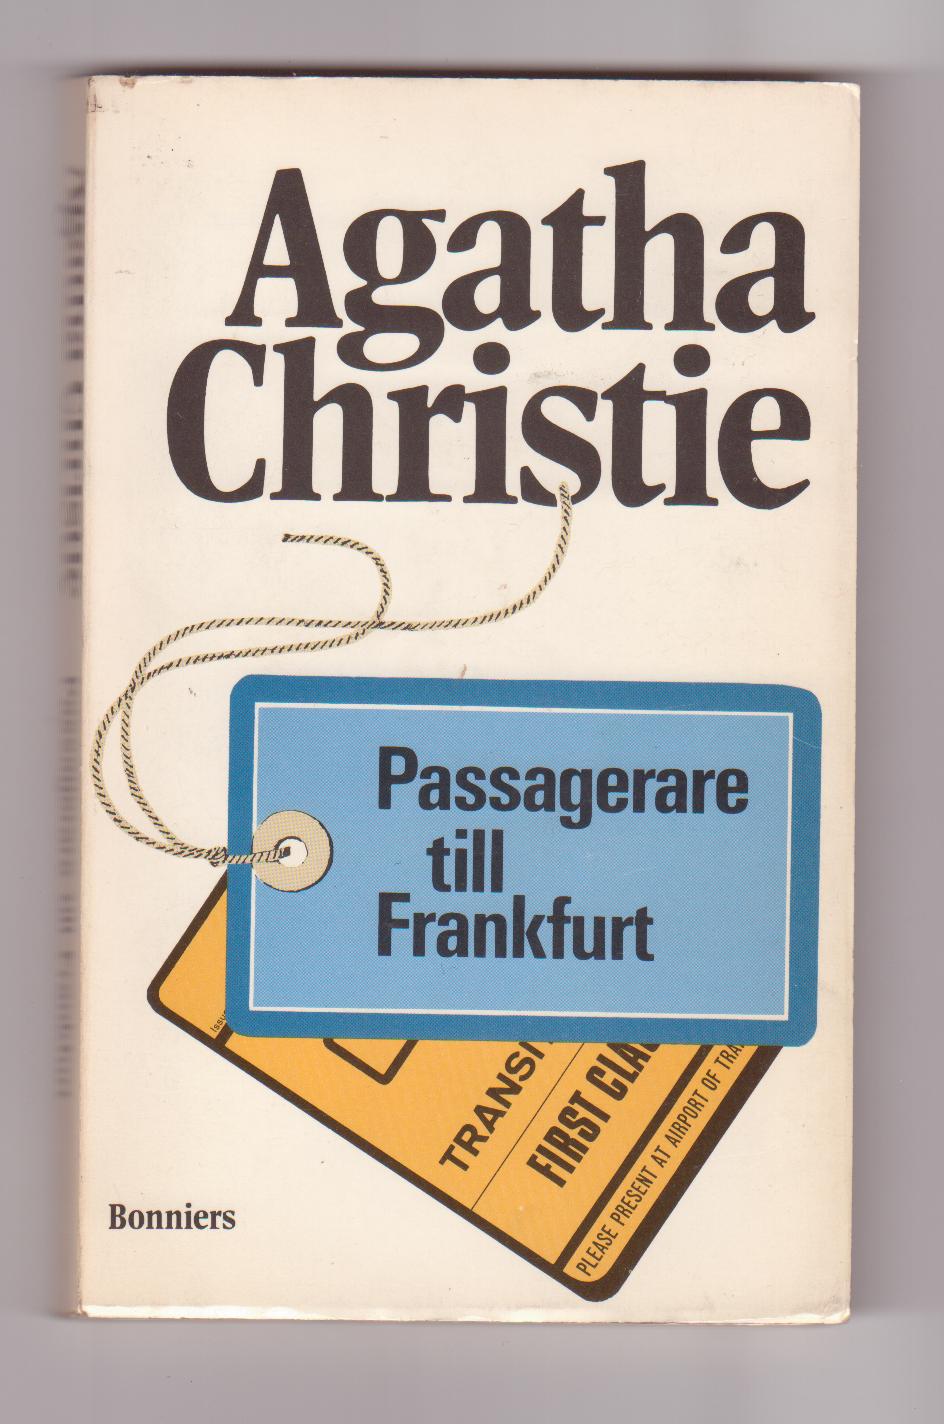 Agatha
Christie
Passagerare
till
Frankfurt
TRANSI
FIRST CLA
PLEASE PRESENT AT AIRPORT OF TRA
Bonniers